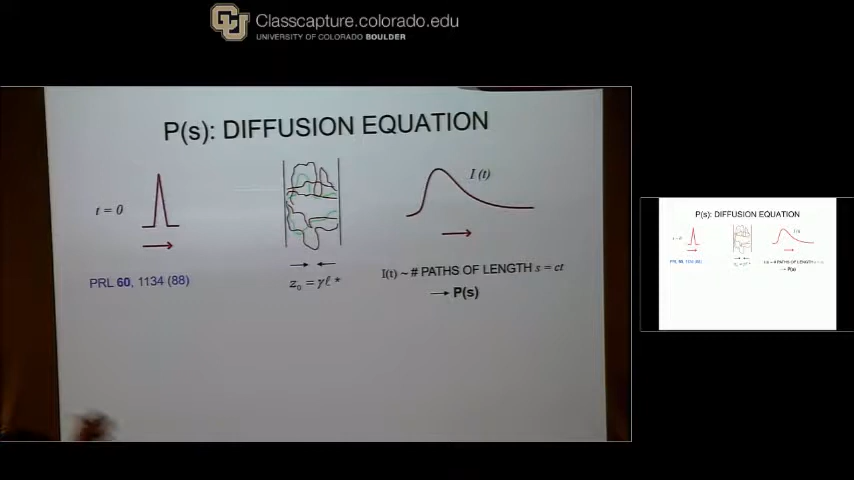 Classcapture.colorado.edu
UNIVERSITY OF COLORADO BOULDER
P(s): DIFFUSION EQUATION
t = 0
I (t)
PRL 60, 1134 (88)
z₀ = γℓ *
I(t) ~ # PATHS OF LENGTH s = ct
→ P(s)
P(s): DIFFUSION EQUATION